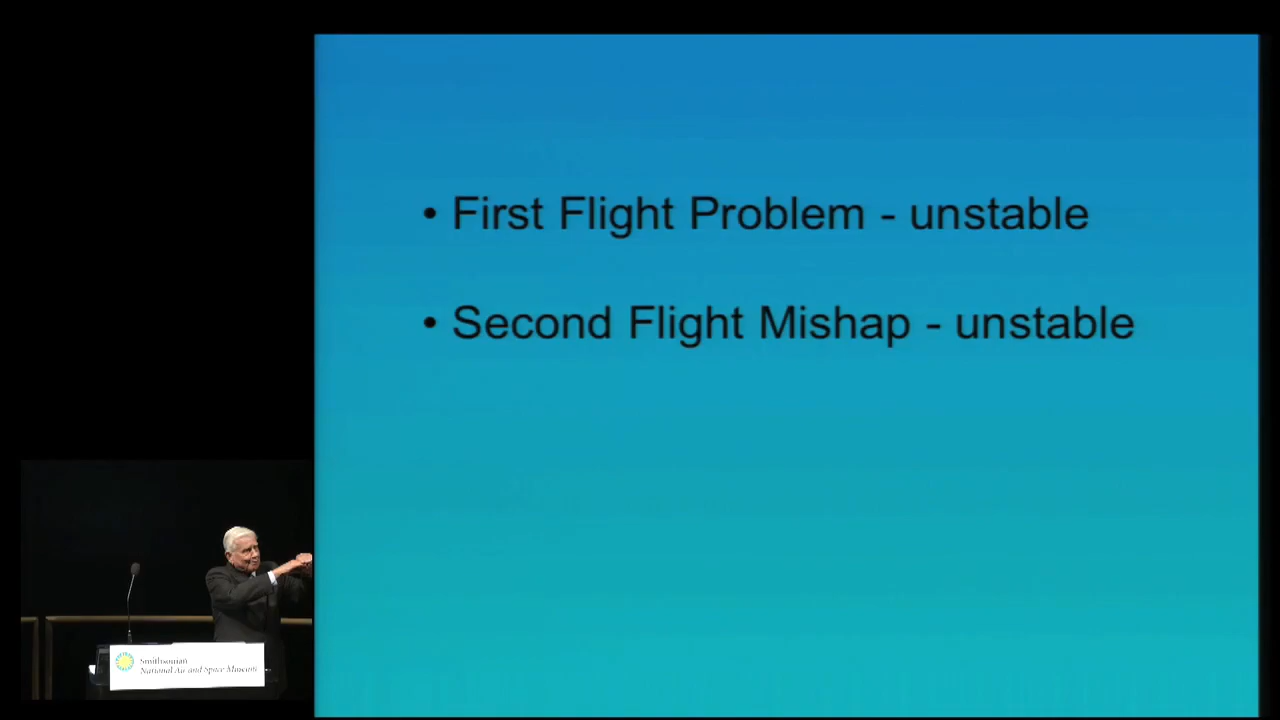 • First Flight Problem - unstable
• Second Flight Mishap - unstable
Smithsonian
National Air and Space Museum